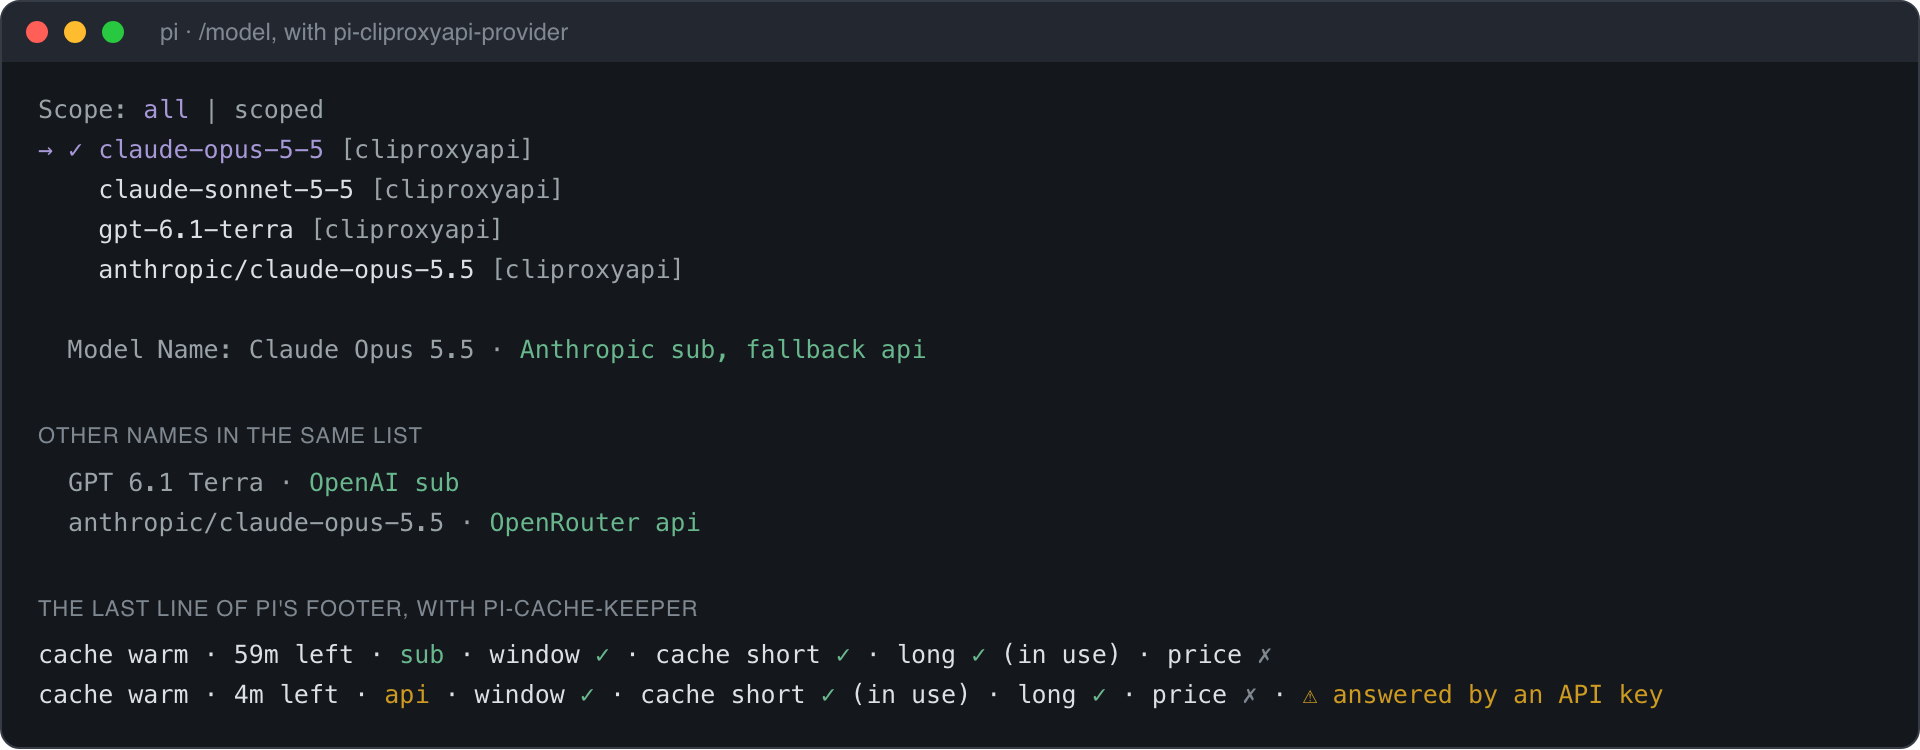 pi · /model, with pi-cliproxyapi-provider
Scope: all | scoped
→ ✓ claude-opus-5-5 [cliproxyapi]
claude-sonnet-5-5 [cliproxyapi]
gpt-6.1-terra [cliproxyapi]
anthropic/claude-opus-5.5 [cliproxyapi]
Model Name: Claude Opus 5.5 · Anthropic sub, fallback api
OTHER NAMES IN THE SAME LIST
GPT 6.1 Terra · OpenAI sub
anthropic/claude-opus-5.5 · OpenRouter api
THE LAST LINE OF PI'S FOOTER, WITH PI-CACHE-KEEPER
cache warm · 59m left · sub · window ✓ · cache short ✓ · long ✓ (in use) · price ✗
cache warm · 4m left · api · window ✓ · cache short ✓ (in use) · long ✓ · price ✗ · ⚠ answered by an API key